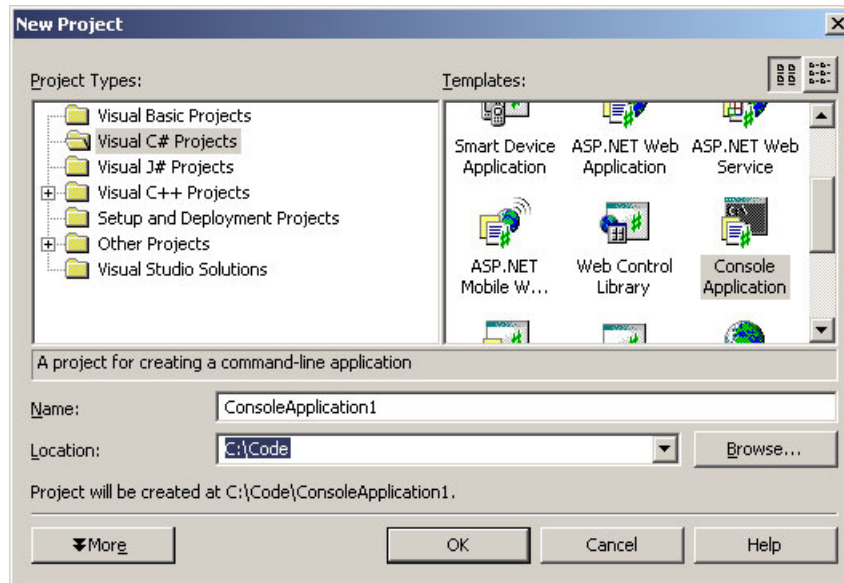 New Project
Project Types:
Templates:
Visual Basic Projects
Visual C# Projects
Visual J# Projects
Visual C++ Projects
Setup and Deployment Projects
Other Projects
Visual Studio Solutions
Smart Device Application
ASP.NET Web Application
ASP.NET Web Service
ASP.NET Mobile W...
Web Control Library
Console Application
A project for creating a command-line application
Name:
ConsoleApplication1
Location:
C:\Code
Browse...
Project will be created at C:\Code\ConsoleApplication1.
More
OK
Cancel
Help